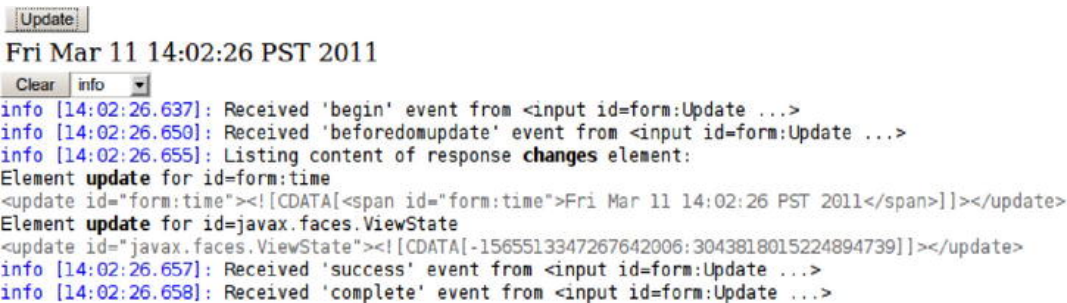 Update
Fri Mar 11 14:02:26 PST 2011
Clear info
info [14:02:26.637]: Received 'begin' event from <input id=form:Update ...>
info [14:02:26.650]: Received 'beforedomupdate' event from <input id=form:Update ...>
info [14:02:26.655]: Listing content of response changes element:
Element update for id=form:time
<update id="form:time"><![CDATA[<span id="form:time">Fri Mar 11 14:02:26 PST 2011</span>]]></update>
Element update for id=javax.faces.ViewState
<update id="javax.faces.ViewState"><![CDATA[-1565513347267642006:3043818015224894739]]></update>
info [14:02:26.657]: Received 'success' event from <input id=form:Update ...>
info [14:02:26.658]: Received 'complete' event from <input id=form:Update ...>